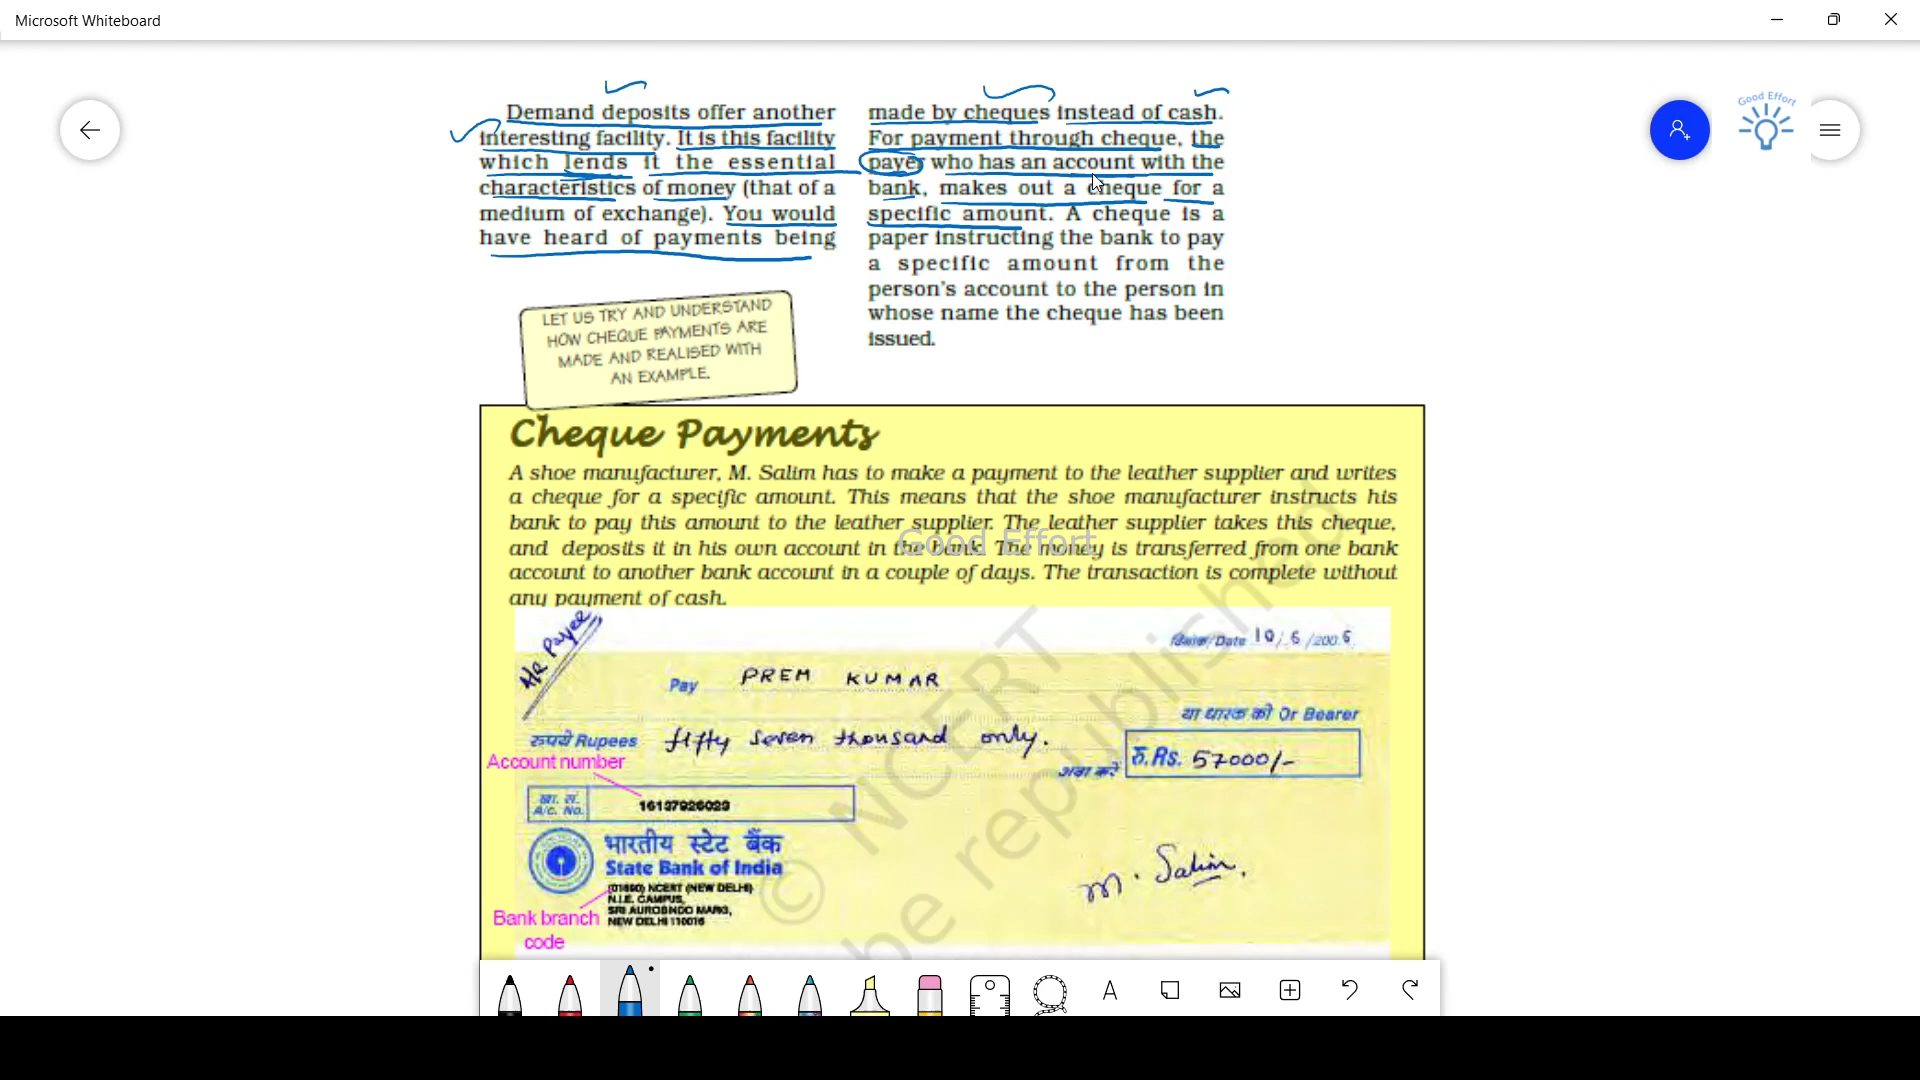 Microsoft Whiteboard
Good Effort
Demand deposits offer another
interesting facility. It is this facility
which lends it the essential
characteristics of money (that of a
medium of exchange). You would
have heard of payments being
made by cheques instead of cash.
For payment through cheque, the
payer who has an account with the
bank, makes out a cheque for a
specific amount. A cheque is a
paper instructing the bank to pay
a specific amount from the
person's account to the person in
whose name the cheque has been
issued.
LET US TRY AND UNDERSTAND
HOW CHEQUE PAYMENTS ARE
MADE AND REALISED WITH
AN EXAMPLE.
Cheque Payments
A shoe manufacturer, M. Salim has to make a payment to the leather supplier and writes
a cheque for a specific amount. This means that the shoe manufacturer instructs his
bank to pay this amount to the leather supplier. The leather supplier takes this cheque,
and deposits it in his own account in the bank. The money is transferred from one bank
account to another bank account in a couple of days. The transaction is complete without
any payment of cash.
Good Effort
A/c Payee
दिनांक/Date 10/6/2006
Pay PREM KUMAR
या धारक को Or Bearer
रुपये Rupees fifty seven thousand only.
अदा करें
रु.Rs. 57000/-
Account number
खा. सं.
A/C. No.
16137926023
भारतीय स्टेट बैंक
State Bank of India
NCERT (NEW DELHI)
N.I.E. CAMPUS,
SRI AUROBINDO MARG,
NEW DELHI 110016
Bank branch
code
M. Salim.
© NCERT
be republished